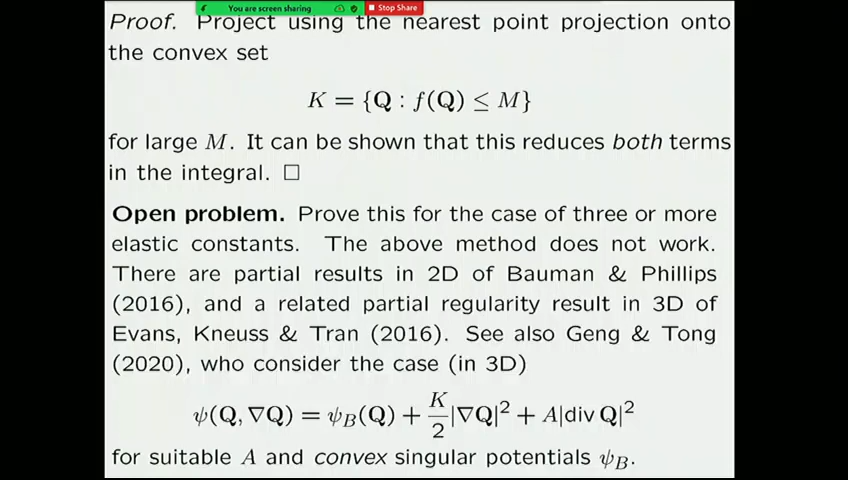 You are screen sharing
Stop Share
Proof. Project using the nearest point projection onto
the convex set
K = {Q : f(Q) ≤ M}
for large M. It can be shown that this reduces both terms
in the integral. □
Open problem. Prove this for the case of three or more
elastic constants. The above method does not work.
There are partial results in 2D of Bauman & Phillips
(2016), and a related partial regularity result in 3D of
Evans, Kneuss & Tran (2016). See also Geng & Tong
(2020), who consider the case (in 3D)
ψ(Q, ∇Q) = ψ_B(Q) + K/2 |∇Q|² + A|div Q|²
for suitable A and convex singular potentials ψ_B.